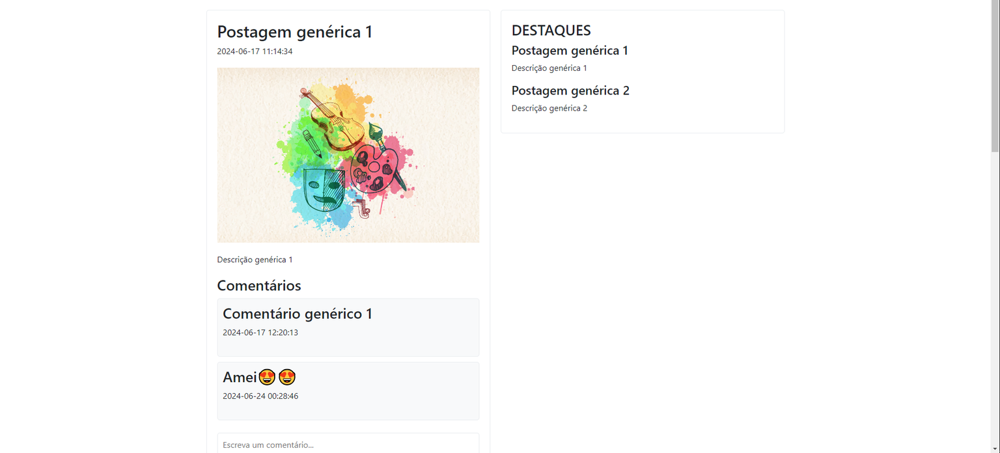 Postagem genérica 1
2024-06-17 11:14:34
Descrição genérica 1
Comentários
Comentário genérico 1
2024-06-17 12:20:13
Amei😍😍
2024-06-24 00:28:46
Escreva um comentário...
DESTAQUES
Postagem genérica 1
Descrição genérica 1
Postagem genérica 2
Descrição genérica 2